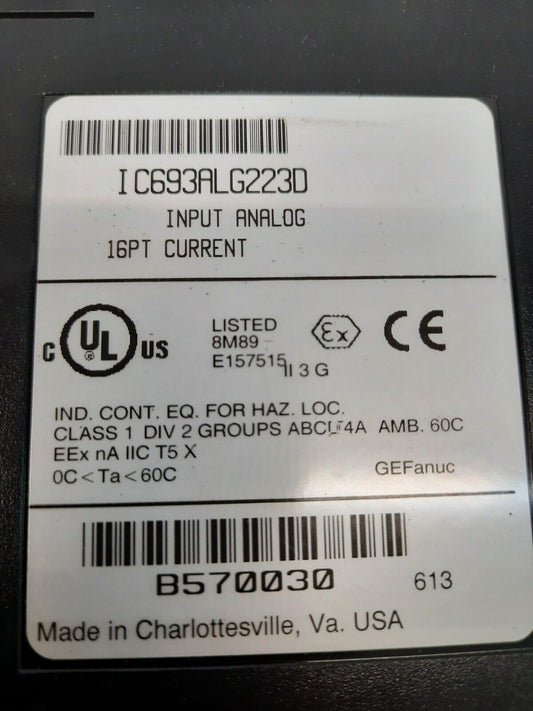 IC693ALG223D
INPUT ANALOG
16PT CURRENT
C UL US
LISTED
8M89
E157515
Ex
CE
II 3 G
IND. CONT. EQ. FOR HAZ. LOC.
CLASS 1 DIV 2 GROUPS AMB. 60C
EEx nA IIC T5 X
0C<Ta<60C
GEFanuc
B570030
613
Made in Charlottesville, Va. USA